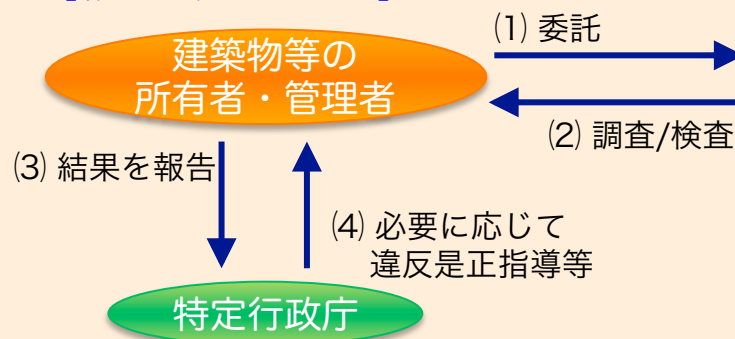 (1) 委託
建築物等の
所有者・管理者
(2) 調査/検査
(3) 結果を報告
(4) 必要に応じて
違反是正指導等
特定行政庁